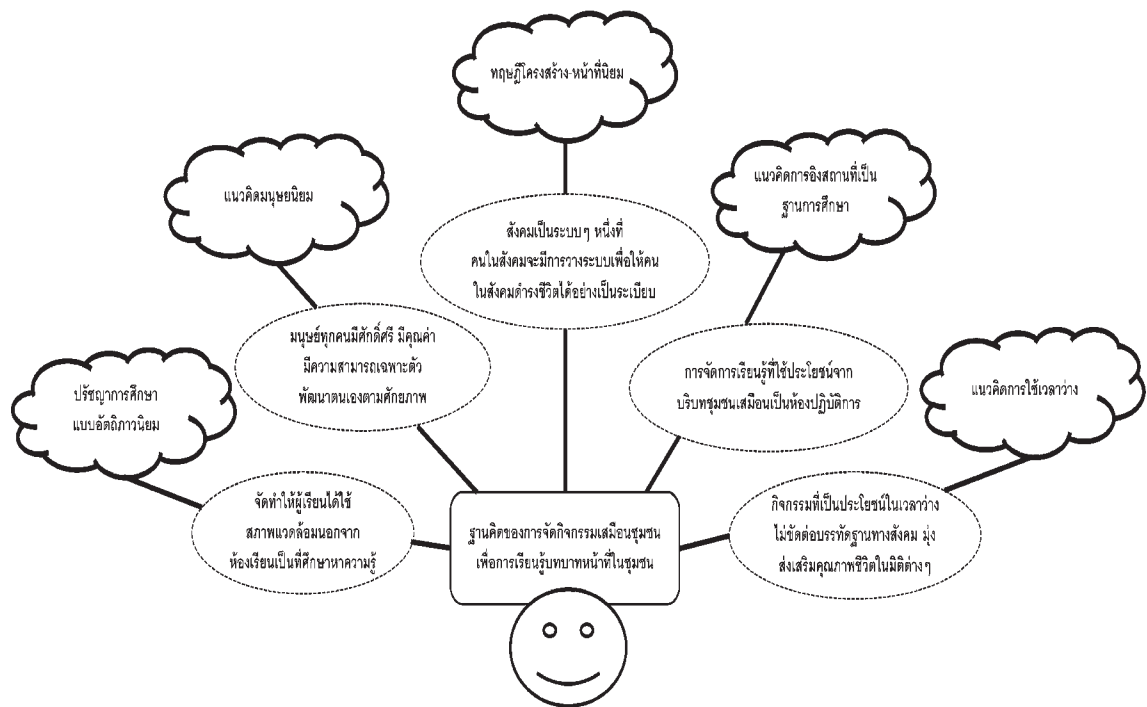 ทฤษฎีโครงสร้าง-หน้าที่นิยม
แนวคิดมนุษยนิยม
แนวคิดการอิงสถานที่เป็น
ฐานการศึกษา
สังคมเป็นระบบๆ หนึ่งที่
คนในสังคมจะมีการวางระบบเพื่อให้คน
ในสังคมดำรงชีวิตได้อย่างเป็นระเบียบ
มนุษย์ทุกคนมีศักดิ์ศรี มีคุณค่า
มีความสามารถเฉพาะตัว
พัฒนาตนเองตามศักยภาพ
การจัดการเรียนรู้ที่ใช้ประโยชน์จาก
บริบทชุมชนเสมือนเป็นห้องปฏิบัติการ
ปรัชญาการศึกษา
แบบอัตถิภาวนิยม
แนวคิดการใช้เวลาว่าง
จัดทำให้ผู้เรียนได้ใช้
สภาพแวดล้อมนอกจาก
ห้องเรียนเป็นที่ศึกษาหาความรู้
ฐานคิดของการจัดกิจกรรมเสมือนชุมชน
เพื่อการเรียนรู้บทบาทหน้าที่ในชุมชน
กิจกรรมที่เป็นประโยชน์ในเวลาว่าง
ไม่ขัดต่อบรรทัดฐานทางสังคม มุ่ง
ส่งเสริมคุณภาพชีวิตในมิติต่างๆ